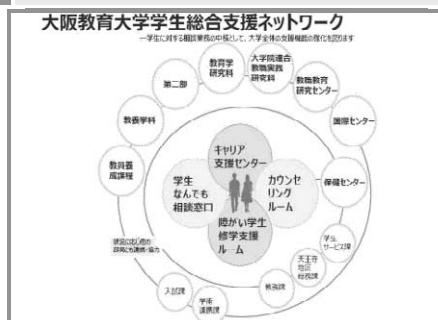 大阪教育大学学生総合支援ネットワーク
―学生に対する相談業務の中核として、大学全体の支援機能の強化を図ります
教育学
研究科
大学院連合
教職実践
研究科
第二部
教職教育
研究センター
教養学科
国際センター
教員養
成課程
キャリア
支援センター
学生
なんでも
相談窓口
カウンセ
リング
ルーム
保健センター
障がい学生
修学支援
ルーム
学生
サービス課
天王寺
地区
総務課
教務課
入試課
学術
連携課